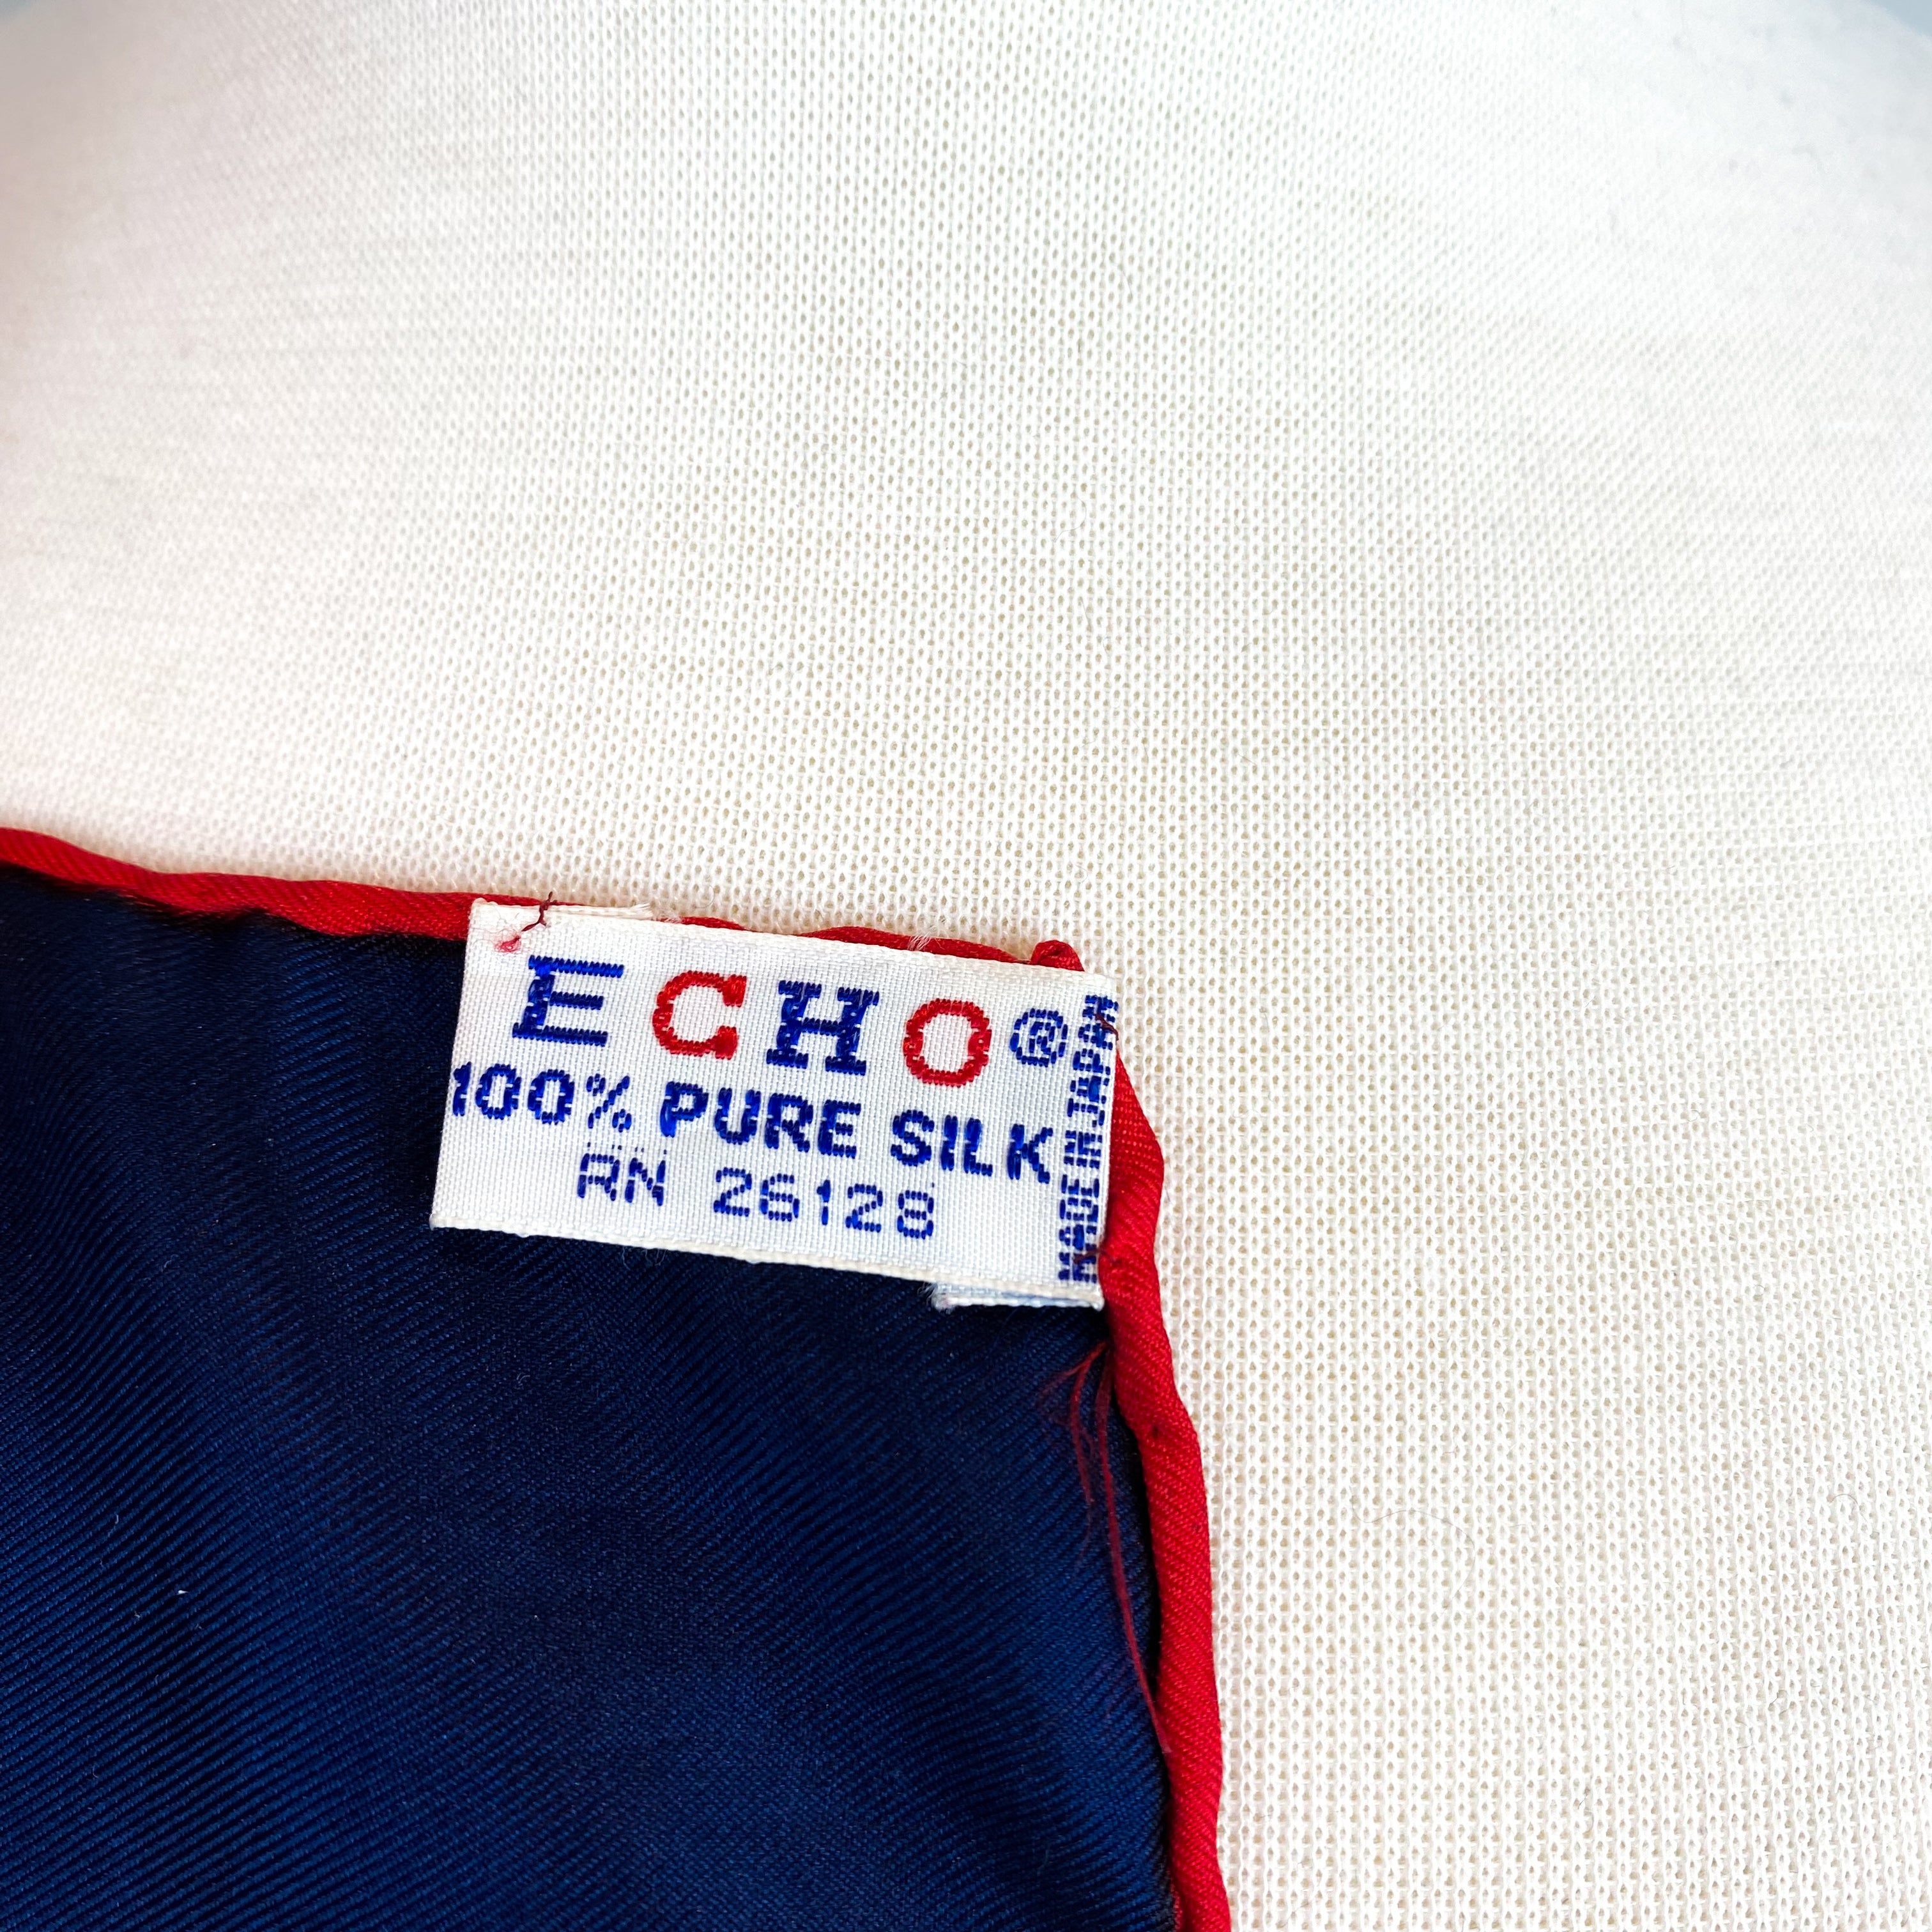 ECHO®
100% PURE SILK
RN 26128
MADE IN JAPAN